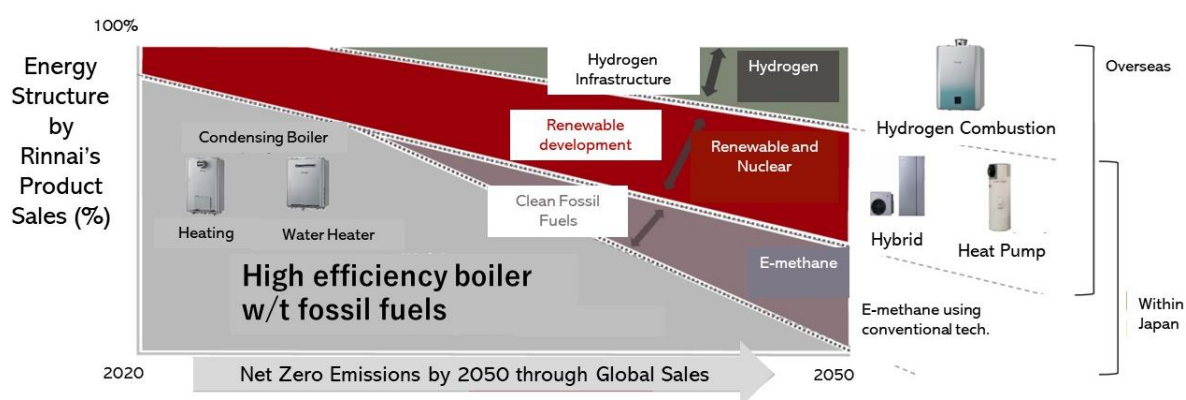 100%
Energy
Structure
by
Rinnai's
Product
Sales (%)
Hydrogen
Infrastructure
Hydrogen
Overseas
Condensing Boiler
Renewable
development
Renewable and
Nuclear
Hydrogen Combustion
Clean Fossil
Fuels
Heating
Water Heater
Hybrid
Heat Pump
E-methane
High efficiency boiler
w/t fossil fuels
E-methane using
conventional tech.
Within
Japan
2020
Net Zero Emissions by 2050 through Global Sales
2050